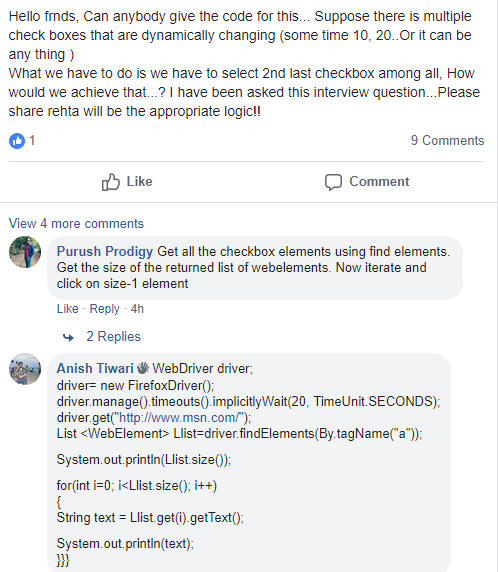 Hello frnds, Can anybody give the code for this... Suppose there is multiple
check boxes that are dynamically changing (some time 10, 20..Or it can be
any thing )
What we have to do is we have to select 2nd last checkbox among all, How
would we achieve that...? I have been asked this interview question...Please
share rehta will be the appropriate logic!!
1
9 Comments
Like
Comment
View 4 more comments
Purush Prodigy Get all the checkbox elements using find elements.
Get the size of the returned list of webelements. Now iterate and
click on size-1 element
Like · Reply · 4h
2 Replies
Anish Tiwari WebDriver driver;
driver= new FirefoxDriver();
driver.manage().timeouts().implicitlyWait(20, TimeUnit.SECONDS);
driver.get("http://www.msn.com/");
List <WebElement> Llist=driver.findElements(By.tagName("a"));
System.out.println(Llist.size());
for(int i=0; i<Llist.size(); i++)
{
String text = Llist.get(i).getText();
System.out.println(text);
}}}